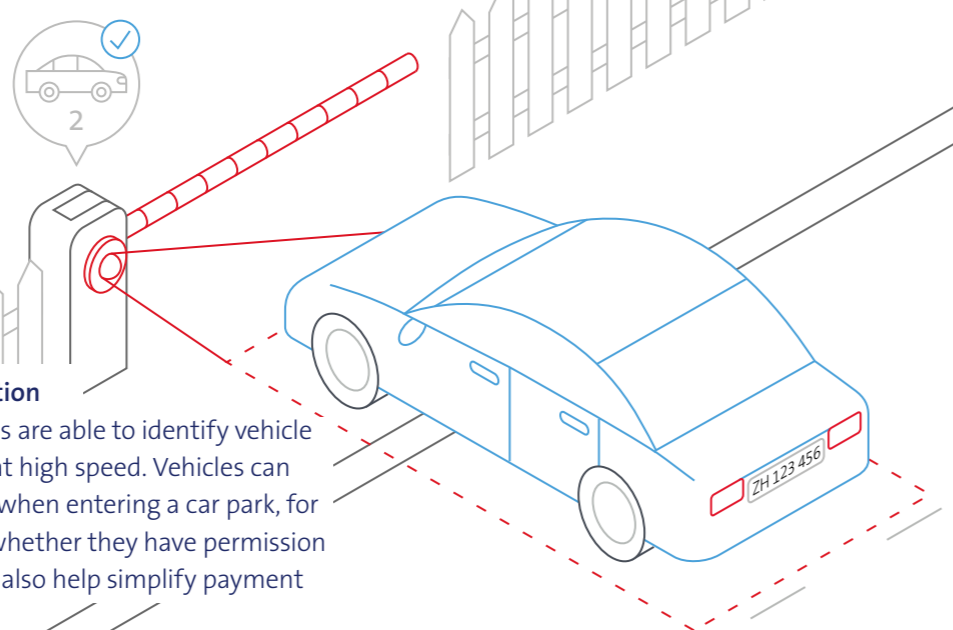 2
tion
s are able to identify vehicle
at high speed. Vehicles can
when entering a car park, for
whether they have permission
also help simplify payment
ZH 123 456